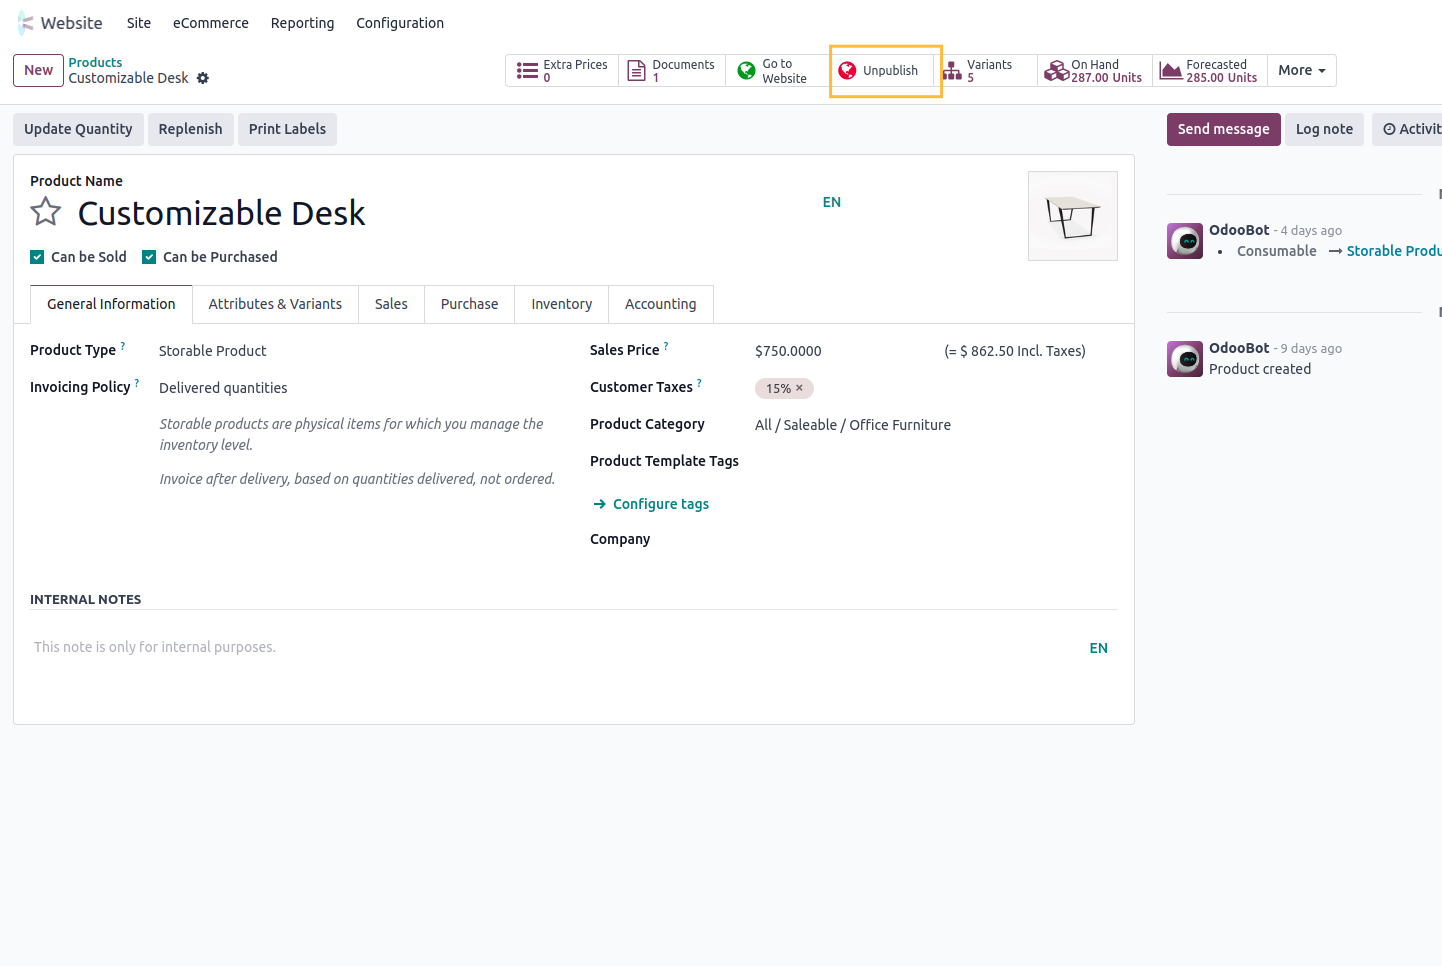 Website Site eCommerce Reporting Configuration
New
Products
Customizable Desk
Extra Prices
0
Documents
1
Go to
Website
Unpublish
Variants
5
On Hand
287.00 Units
Forecasted
285.00 Units
More
Update Quantity Replenish Print Labels
Send message Log note Activit
Product Name
Customizable Desk EN
Can be Sold Can be Purchased
General Information Attributes & Variants Sales Purchase Inventory Accounting
Product Type ? Storable Product
Invoicing Policy ? Delivered quantities
Storable products are physical items for which you manage the
inventory level.
Invoice after delivery, based on quantities delivered, not ordered.
Sales Price ? $750.0000 (= $ 862.50 Incl. Taxes)
Customer Taxes ? 15% ×
Product Category All / Saleable / Office Furniture
Product Template Tags
→ Configure tags
Company
INTERNAL NOTES
This note is only for internal purposes. EN
OdooBot - 4 days ago
• Consumable → Storable Produ
OdooBot - 9 days ago
Product created